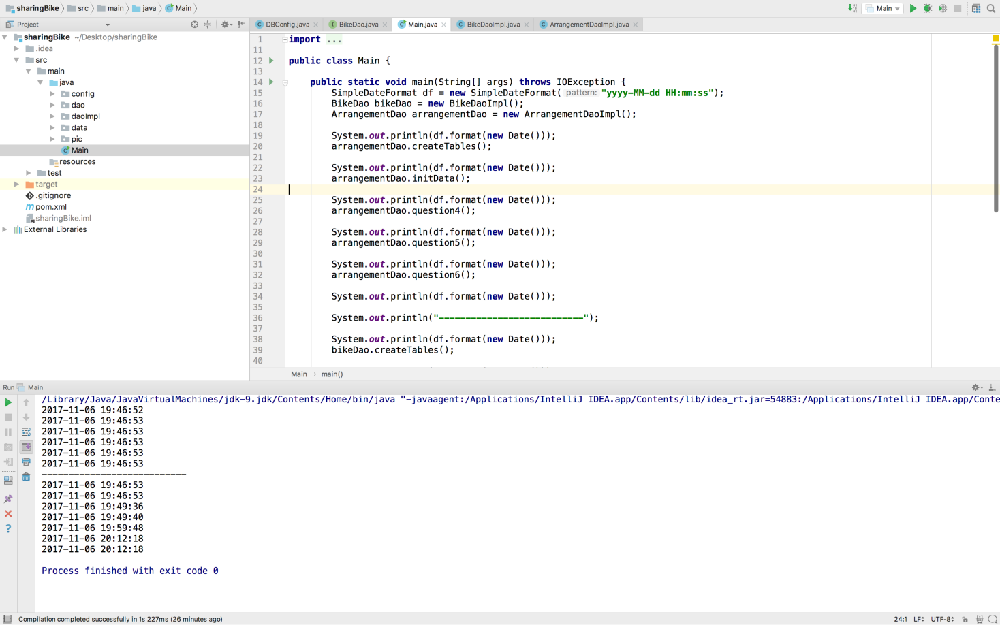 sharingBike src main java Main
Main
Project
DBConfig.java BikeDao.java Main.java BikeDaoImpl.java ArrangementDaoImpl.java
sharingBike ~/Desktop/sharingBike
.idea
src
main
java
config
dao
daoImpl
data
pic
Main
resources
test
target
.gitignore
pom.xml
sharingBike.iml
External Libraries
1 import ...
11
12 public class Main {
13
14 public static void main(String[] args) throws IOException {
15 SimpleDateFormat df = new SimpleDateFormat( pattern: "yyyy-MM-dd HH:mm:ss");
16 BikeDao bikeDao = new BikeDaoImpl();
17 ArrangementDao arrangementDao = new ArrangementDaoImpl();
18
19 System.out.println(df.format(new Date()));
20 arrangementDao.createTables();
21
22 System.out.println(df.format(new Date()));
23 arrangementDao.initData();
24
25 System.out.println(df.format(new Date()));
26 arrangementDao.question4();
27
28 System.out.println(df.format(new Date()));
29 arrangementDao.question5();
30
31 System.out.println(df.format(new Date()));
32 arrangementDao.question6();
33
34 System.out.println(df.format(new Date()));
35
36 System.out.println("---------------------------");
37
38 System.out.println(df.format(new Date()));
39 bikeDao.createTables();
40
Main › main()
Run Main
/Library/Java/JavaVirtualMachines/jdk-9.jdk/Contents/Home/bin/java "-javaagent:/Applications/IntelliJ IDEA.app/Contents/lib/idea_rt.jar=54883:/Applications/IntelliJ IDEA.app/Conte
2017-11-06 19:46:52
2017-11-06 19:46:53
2017-11-06 19:46:53
2017-11-06 19:46:53
2017-11-06 19:46:53
2017-11-06 19:46:53
---------------------------
2017-11-06 19:46:53
2017-11-06 19:46:53
2017-11-06 19:49:36
2017-11-06 19:49:40
2017-11-06 19:59:48
2017-11-06 20:12:18
2017-11-06 20:12:18
Process finished with exit code 0
Compilation completed successfully in 1s 227ms (26 minutes ago)
24:1 LF UTF-8